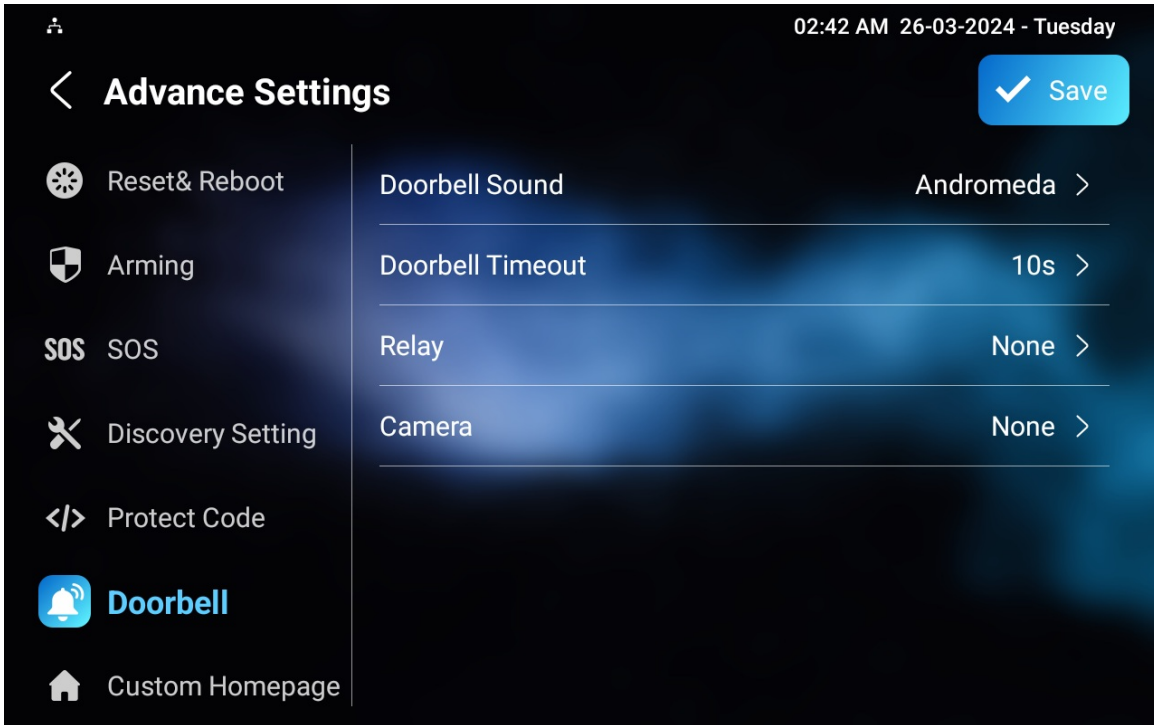 02:42 AM 26-03-2024 - Tuesday
Advance Settings
Save
Reset& Reboot
Arming
SOS SOS
Discovery Setting
</> Protect Code
Doorbell
Custom Homepage
Doorbell Sound Andromeda
Doorbell Timeout 10s
Relay None
Camera None